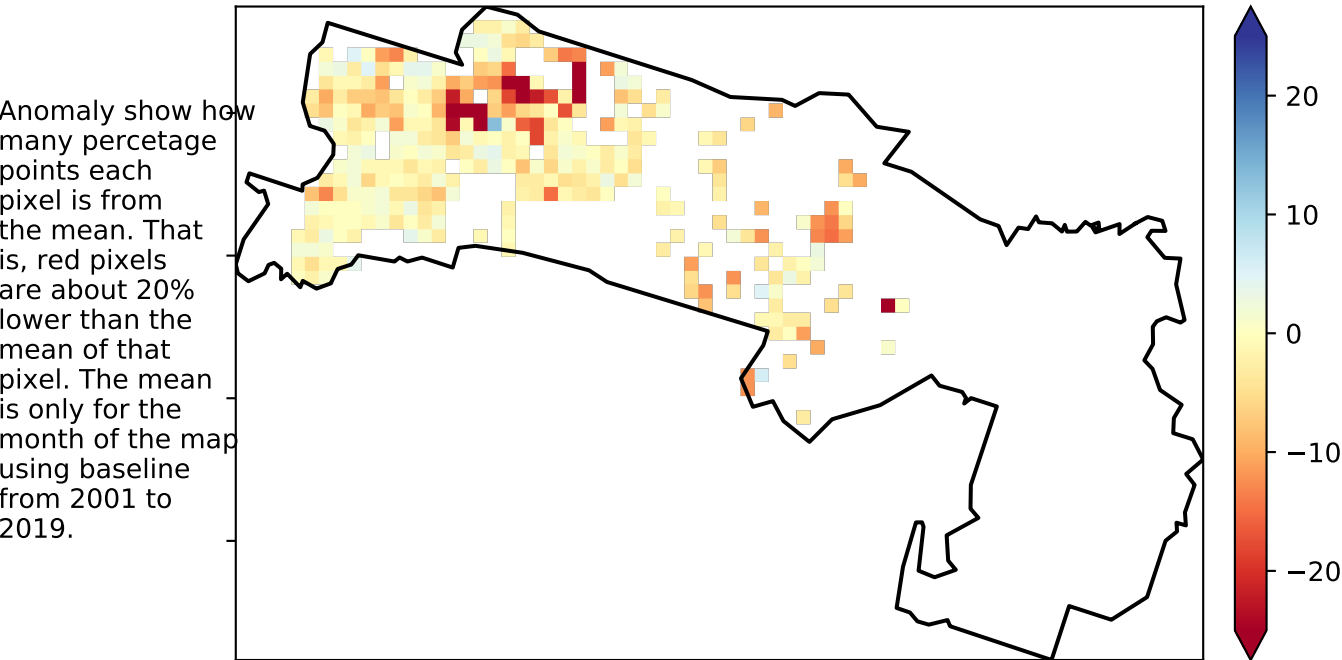 Anomaly show how
many percetage
points each
pixel is from
the mean. That
is, red pixels
are about 20%
lower than the
mean of that
pixel. The mean
is only for the
month of the map
using baseline
from 2001 to
2019.
20
10
0
−10
−20